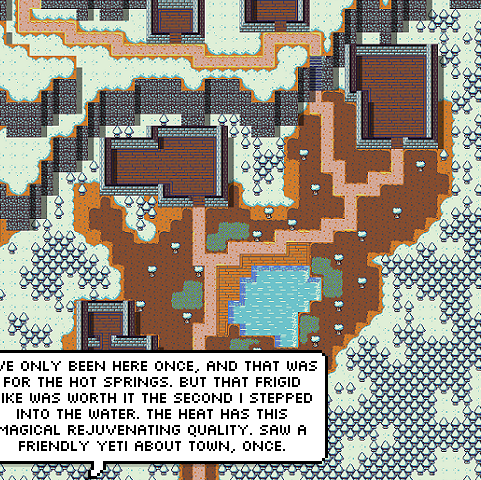 VE ONLY BEEN HERE ONCE, AND THAT WAS
FOR THE HOT SPRINGS. BUT THAT FRIGID
IKE WAS WORTH IT THE SECOND I STEPPED
INTO THE WATER. THE HEAT HAS THIS
MAGICAL REJUVENATING QUALITY. SAW A
FRIENDLY YETI ABOUT TOWN, ONCE.